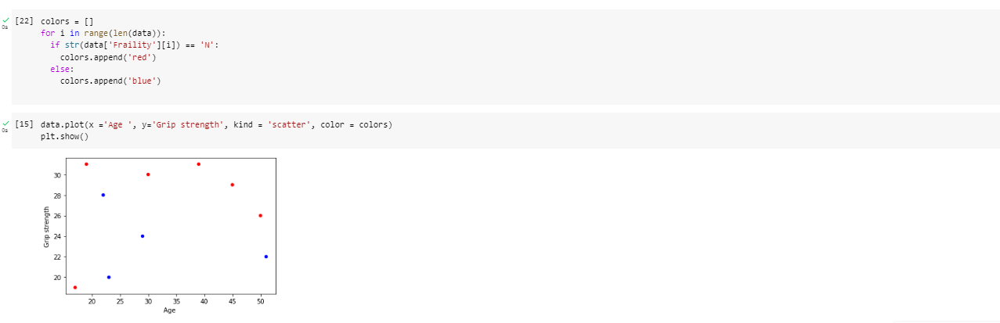 [22] colors = []
for i in range(len(data)):
if str(data['Fraility'][i]) == 'N':
colors.append('red')
else:
colors.append('blue')
0s
[15] data.plot(x ='Age ', y='Grip strength', kind = 'scatter', color = colors)
0s
plt.show()
30
28
26
24
22
20
Grip strength
20 25 30 35 40 45 50
Age